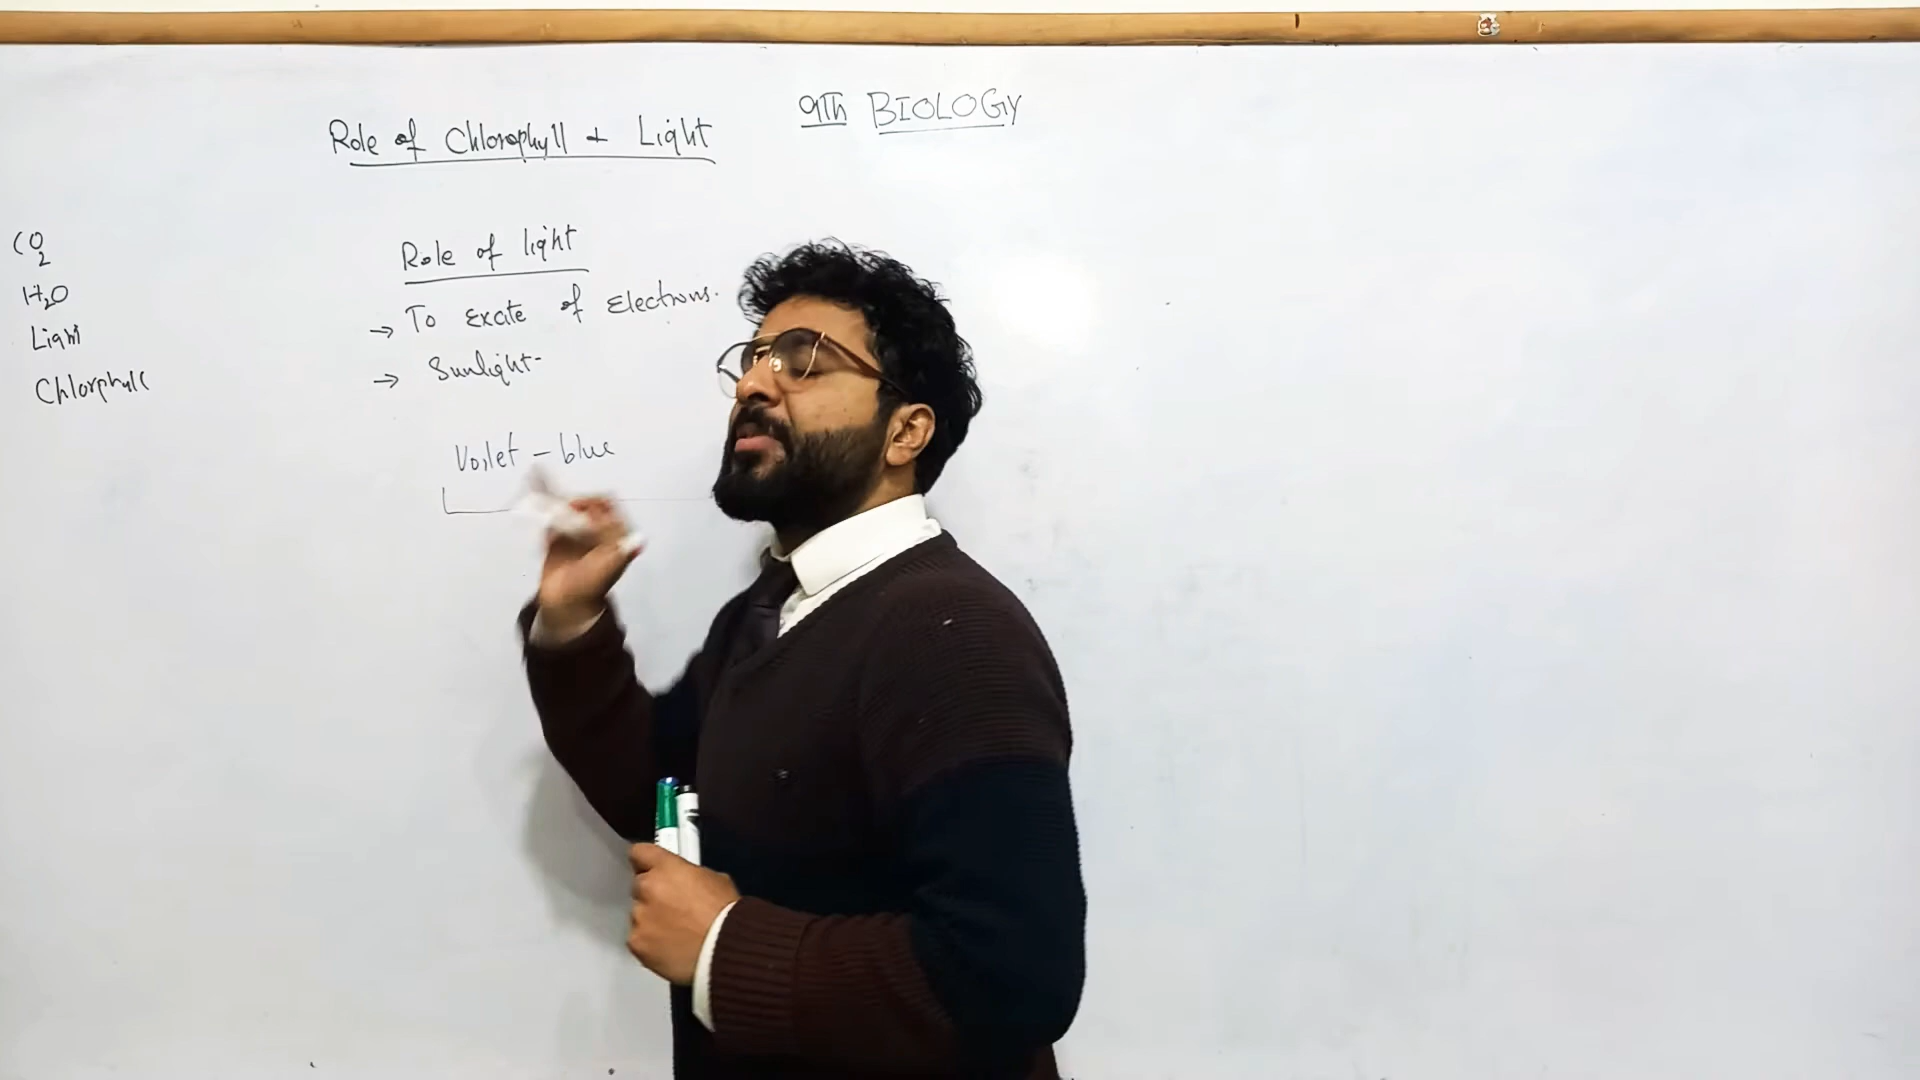 9Th BIOLOGY
Role of Chlorophyll + Light
CO2
H2O
Light
Chlorphyll
Role of light
→ To Excite of Electrons.
→ Sunlight-
Voilet – blue